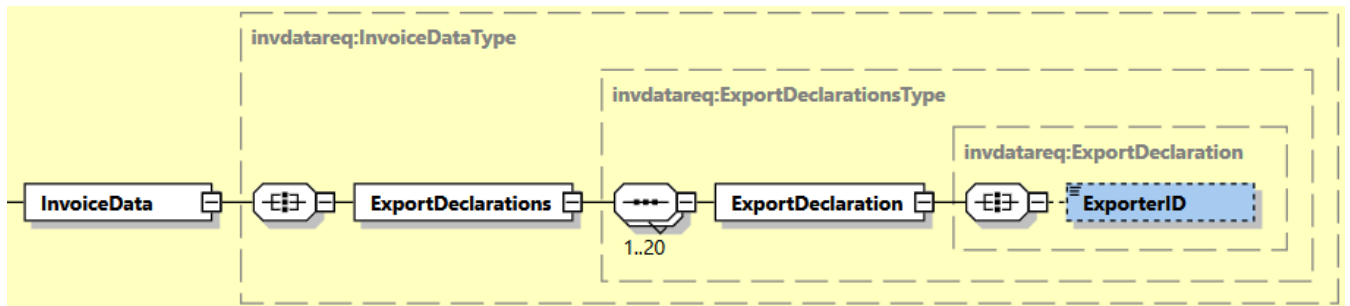 invdatareq:InvoiceDataType
invdatareq:ExportDeclarationsType
invdatareq:ExportDeclaration
InvoiceData
ExportDeclarations
ExportDeclaration
ExporterID
1..20